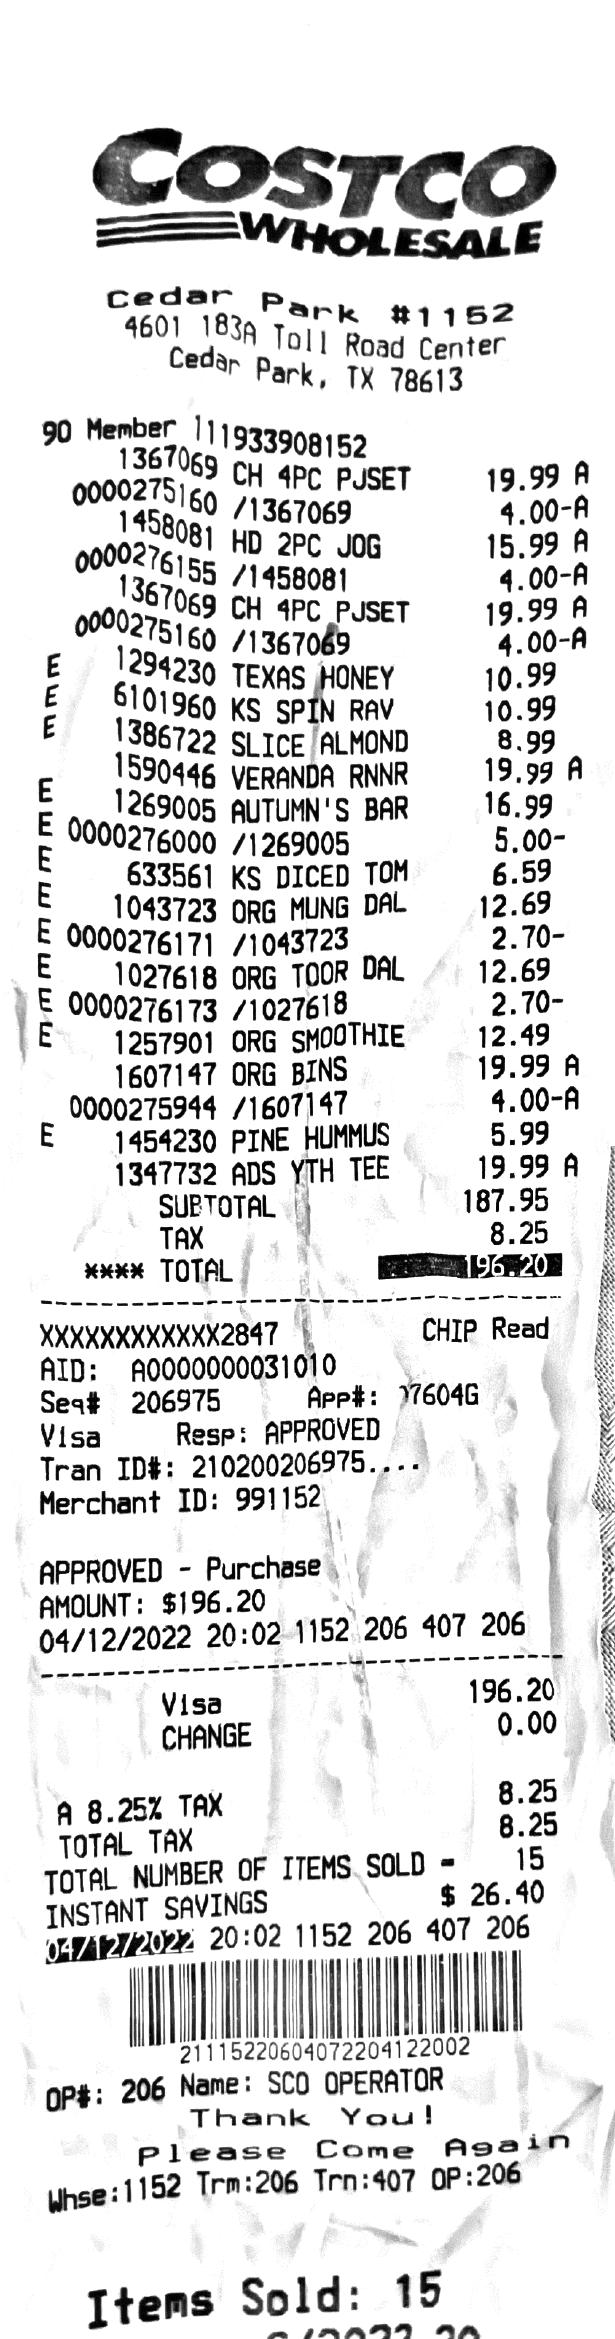 COSTCO
WHOLESALE
Cedar Park #1152
4601 183A Toll Road Center
Cedar Park, TX 78613
90 Member 111933908152
1367069 CH 4PC PJSET 19.99 A
0000275160 /1367069 4.00-A
1458081 HD 2PC JOG 15.99 A
0000276155 /1458081 4.00-A
1367069 CH 4PC PJSET 19.99 A
0000275160 /1367069 4.00-A
E 1294230 TEXAS HONEY 10.99
E 6101960 KS SPIN RAV 10.99
E 1386722 SLICE ALMOND 8.99
1590446 VERANDA RNNR 19.99 A
E 1269005 AUTUMN'S BAR 16.99
E 0000276000 /1269005 5.00-
E 633561 KS DICED TOM 6.59
E 1043723 ORG MUNG DAL 12.69
E 0000276171 /1043723 2.70-
E 1027618 ORG TOOR DAL 12.69
E 0000276173 /1027618 2.70-
E 1257901 ORG SMOOTHIE 12.49
1607147 ORG BINS 19.99 A
0000275944 /1607147 4.00-A
E 1454230 PINE HUMMUS 5.99
1347732 ADS YTH TEE 19.99 A
SUBTOTAL 187.95
TAX 8.25
**** TOTAL 196.20
XXXXXXXXXXXX2847 CHIP Read
AID: A0000000031010
Seq# 206975 App#: 7604G
Visa Resp: APPROVED
Tran ID#: 210200206975....
Merchant ID: 991152
APPROVED - Purchase
AMOUNT: $196.20
04/12/2022 20:02 1152 206 407 206
Visa 196.20
CHANGE 0.00
A 8.25% TAX 8.25
TOTAL TAX 8.25
TOTAL NUMBER OF ITEMS SOLD = 15
INSTANT SAVINGS $ 26.40
04/12/2022 20:02 1152 206 407 206
21115220604072204122002
OP#: 206 Name: SCO OPERATOR
Thank You!
Please Come Again
Whse:1152 Trm:206 Trn:407 OP:206
Items Sold: 15